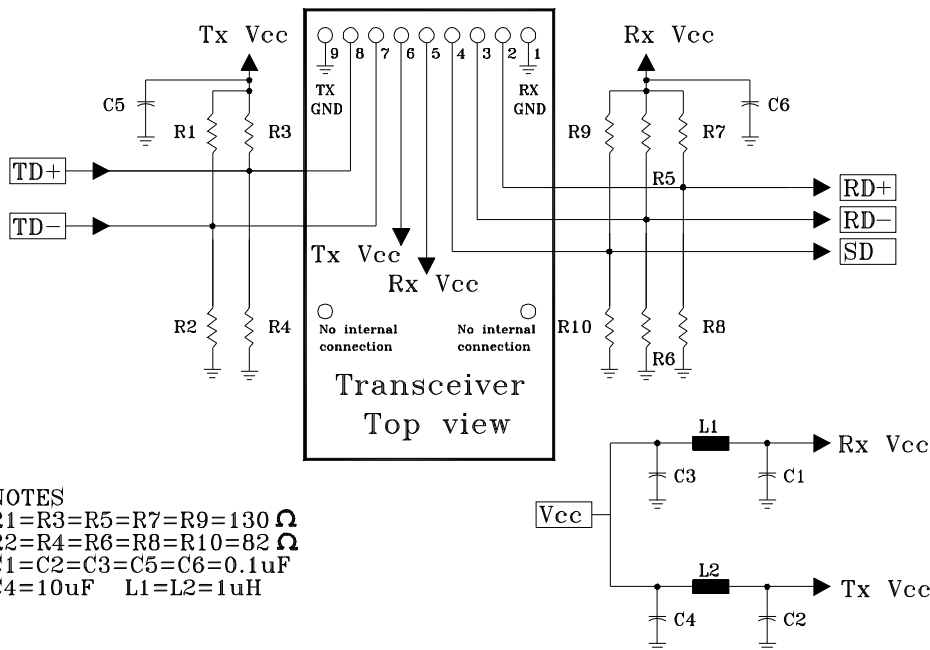 Tx Vcc
Rx Vcc
9 8 7 6 5 4 3 2 1
TX
GND
RX
GND
C5
C6
R1
R3
R9
R7
TD+
R5
RD+
TD-
RD-
SD
Tx Vcc
Rx Vcc
R2
R4
R10
R8
R6
No internal
connection
No internal
connection
Transceiver
Top view
L1
Rx Vcc
C3
C1
Vcc
L2
Tx Vcc
C4
C2
NOTES
R1=R3=R5=R7=R9=130 Ω
R2=R4=R6=R8=R10=82 Ω
C1=C2=C3=C5=C6=0.1uF
C4=10uF L1=L2=1uH